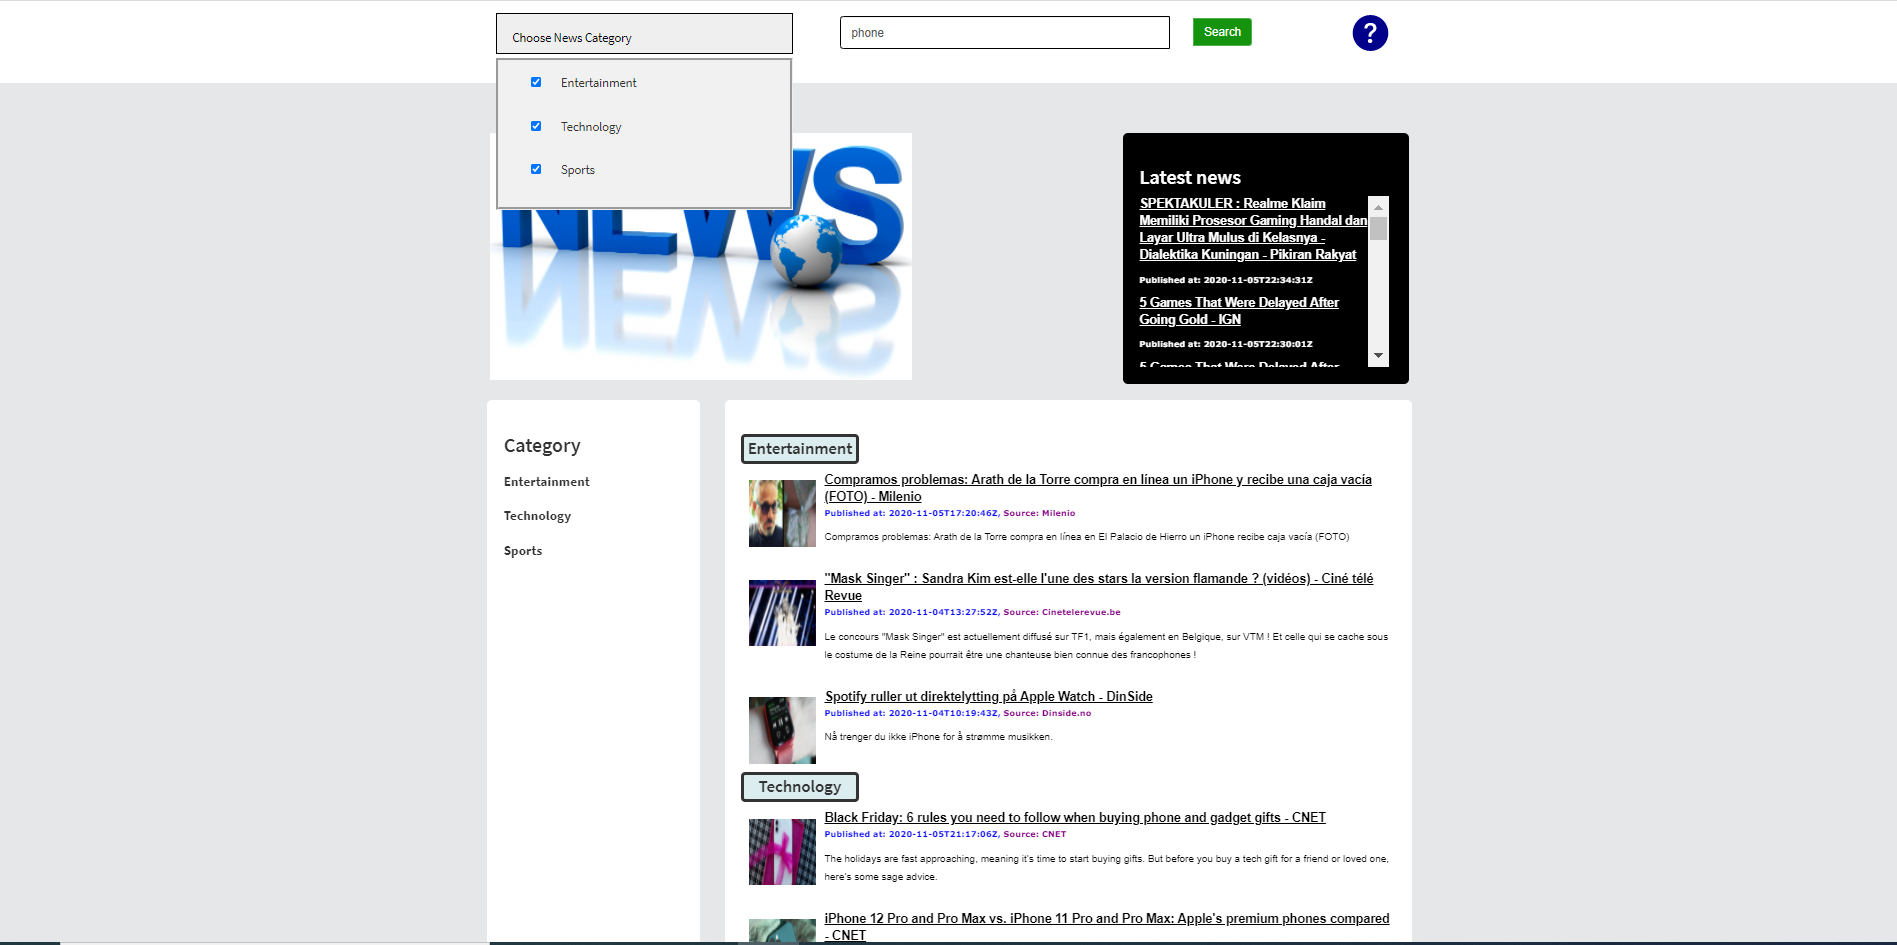 Choose News Category
phone
Search
?
Entertainment
Technology
Sports
NEWS
Latest news
SPEKTAKULER : Realme Klaim
Memiliki Prosesor Gaming Handal dan
Layar Ultra Mulus di Kelasnya -
Dialektika Kuningan - Pikiran Rakyat
Published at: 2020-11-05T22:34:31Z
5 Games That Were Delayed After
Going Gold - IGN
Published at: 2020-11-05T22:30:01Z
5 Games That Were Delayed After
Category
Entertainment
Technology
Sports
Entertainment
Compramos problemas: Arath de la Torre compra en línea un iPhone y recibe una caja vacía
(FOTO) - Milenio
Published at: 2020-11-05T17:20:46Z, Source: Milenio
Compramos problemas: Arath de la Torre compra en línea en El Palacio de Hierro un iPhone recibe caja vacía (FOTO)
"Mask Singer" : Sandra Kim est-elle l'une des stars la version flamande ? (vidéos) - Ciné télé
Revue
Published at: 2020-11-04T13:27:52Z, Source: Cinetelerevue.be
Le concours "Mask Singer" est actuellement diffusé sur TF1, mais également en Belgique, sur VTM ! Et celle qui se cache sous
le costume de la Reine pourrait être une chanteuse bien connue des francophones !
Spotify ruller ut direktelytting på Apple Watch - DinSide
Published at: 2020-11-04T10:19:43Z, Source: Dinside.no
Nå trenger du ikke iPhone for å strømme musikken.
Technology
Black Friday: 6 rules you need to follow when buying phone and gadget gifts - CNET
Published at: 2020-11-05T21:17:06Z, Source: CNET
The holidays are fast approaching, meaning it's time to start buying gifts. But before you buy a tech gift for a friend or loved one,
here's some sage advice.
iPhone 12 Pro and Pro Max vs. iPhone 11 Pro and Pro Max: Apple's premium phones compared
- CNET